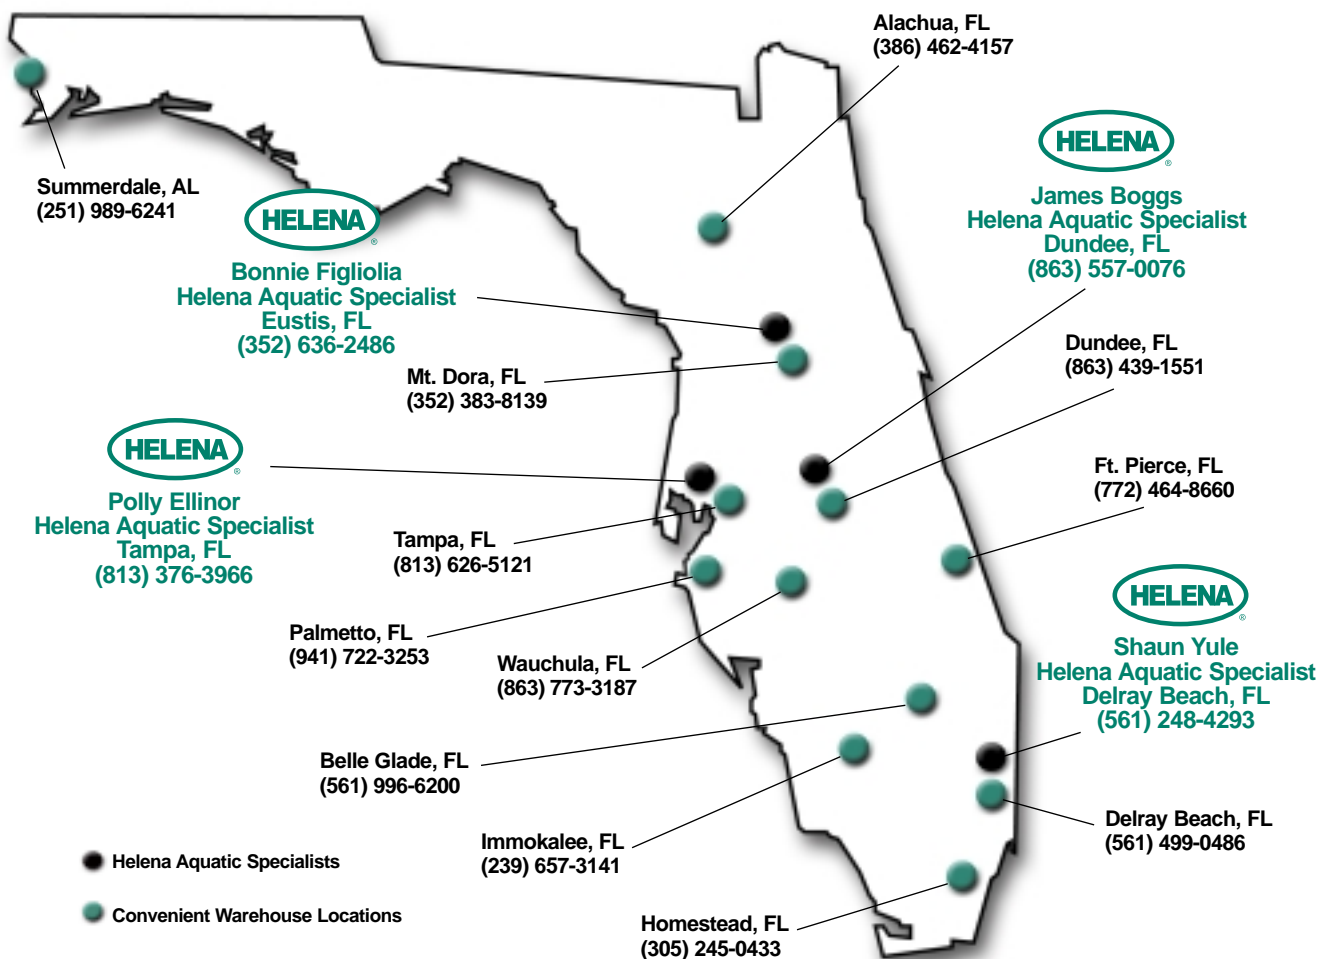 Alachua, FL
(386) 462-4157
Summerdale, AL
(251) 989-6241
HELENA
®
Bonnie Figliolia
Helena Aquatic Specialist
Eustis, FL
(352) 636-2486
HELENA
®
James Boggs
Helena Aquatic Specialist
Dundee, FL
(863) 557-0076
Mt. Dora, FL
(352) 383-8139
Dundee, FL
(863) 439-1551
HELENA
®
Polly Ellinor
Helena Aquatic Specialist
Tampa, FL
(813) 376-3966
Ft. Pierce, FL
(772) 464-8660
Tampa, FL
(813) 626-5121
Palmetto, FL
(941) 722-3253
Wauchula, FL
(863) 773-3187
HELENA
®
Shaun Yule
Helena Aquatic Specialist
Delray Beach, FL
(561) 248-4293
Belle Glade, FL
(561) 996-6200
Immokalee, FL
(239) 657-3141
Delray Beach, FL
(561) 499-0486
Homestead, FL
(305) 245-0433
Helena Aquatic Specialists
Convenient Warehouse Locations